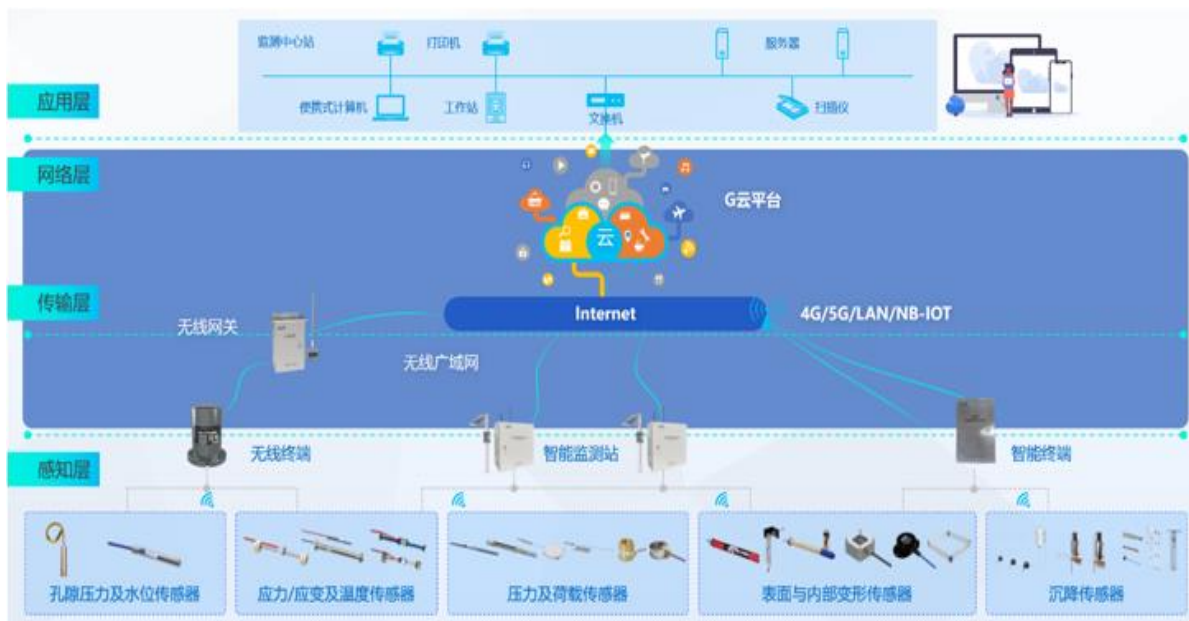 监测中心站
打印机
服务器
应用层
便携式计算机
工作站
交换机
扫描仪
网络层
G云平台
云
传输层
Internet
4G/5G/LAN/NB-IOT
无线网关
无线广域网
无线终端
智能监测站
智能终端
感知层
孔隙压力及水位传感器
应力/应变及温度传感器
压力及荷载传感器
表面与内部变形传感器
沉降传感器